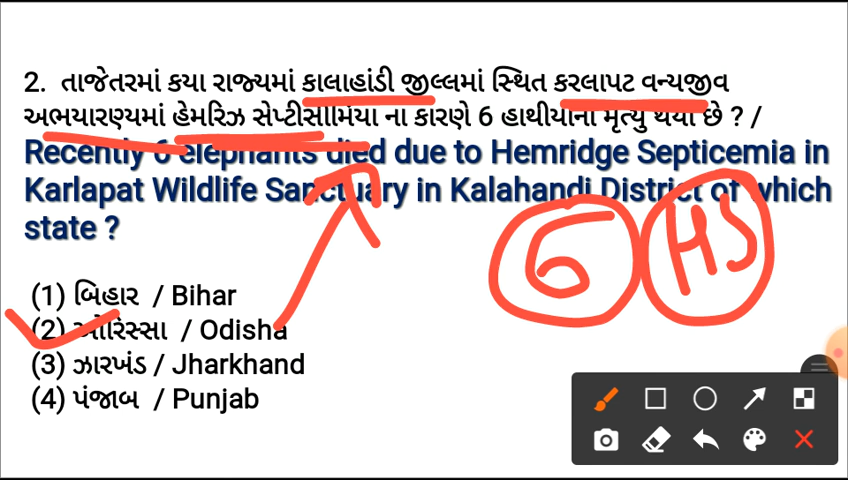 2. તાજેતરમાં કયા રાજ્યમાં કાલાહાંડી જીલ્લમાં સ્થિત કરલાપટ વન્યજીવ
અભયારણ્યમાં હેમરિઝ સેપ્ટીસીમિયા ના કારણે 6 હાથીયોના મૃત્યુ થયા છે ? /
Recently 6 elephants died due to Hemridge Septicemia in
Karlapat Wildlife Sanctuary in Kalahandi District of which
state ?
6 HS
(1) બિહાર / Bihar
(2) ઓરિસ્સા / Odisha
(3) ઝારખંડ / Jharkhand
(4) પંજાબ / Punjab